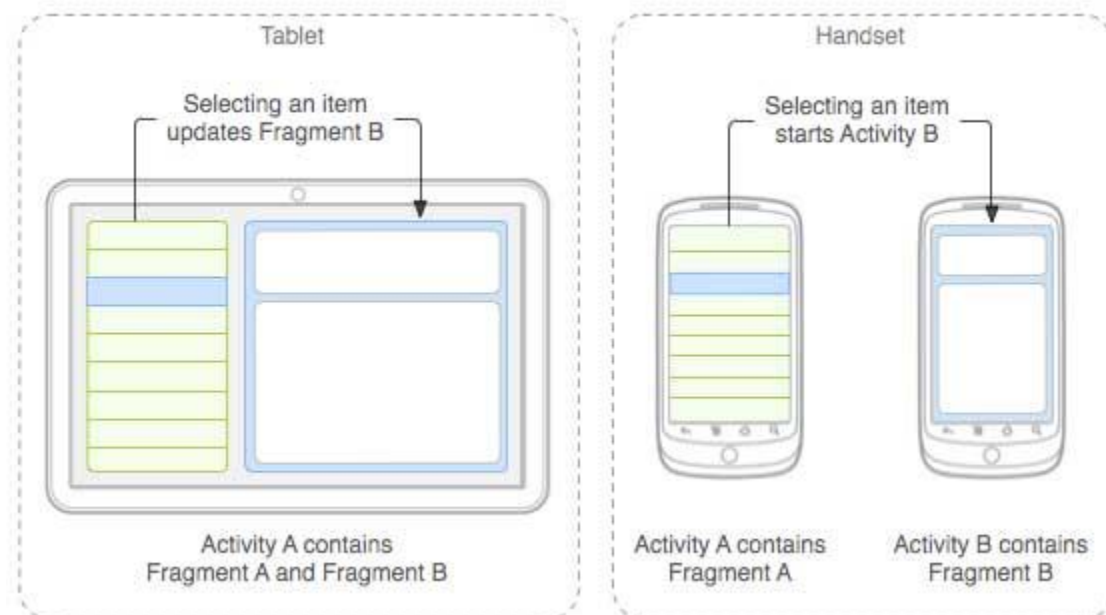 Tablet
Selecting an item
updates Fragment B
Activity A contains
Fragment A and Fragment B
Handset
Selecting an item
starts Activity B
Activity A contains
Fragment A
Activity B contains
Fragment B